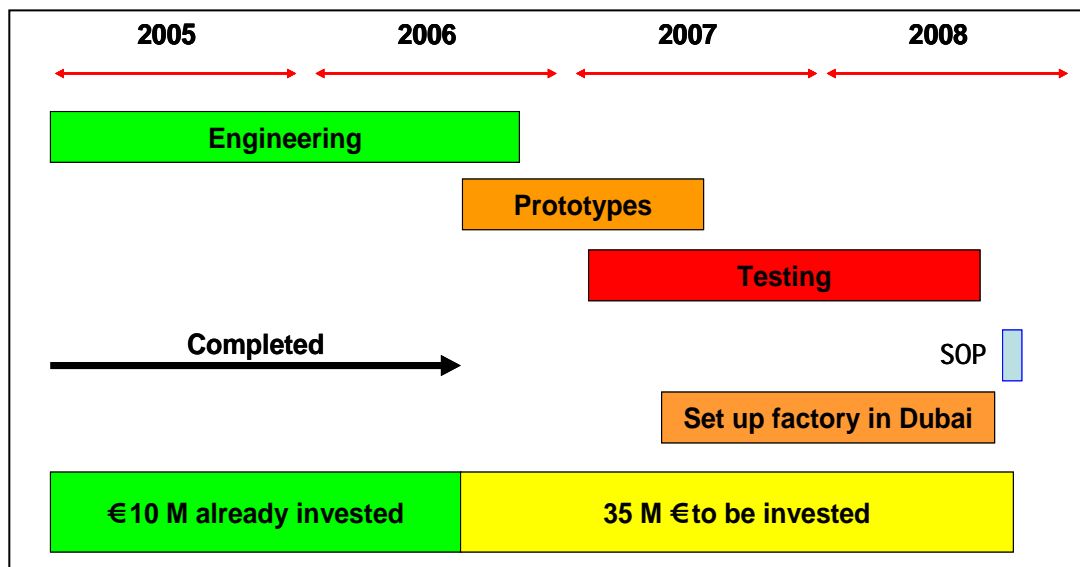 2005 2006 2007 2008
Engineering
Prototypes
Testing
Completed
SOP
Set up factory in Dubai
€10 M already invested
35 M €to be invested